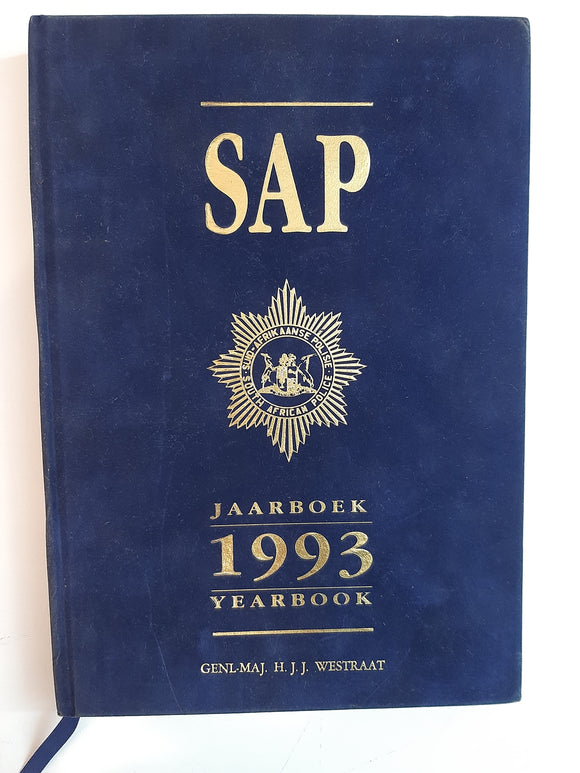 SAP
SUID-AFRIKAANSE POLISIE
SOUTH AFRICAN POLICE
JAARBOEK
1993
YEARBOOK
GENL-MAJ. H. J. J. WESTRAAT